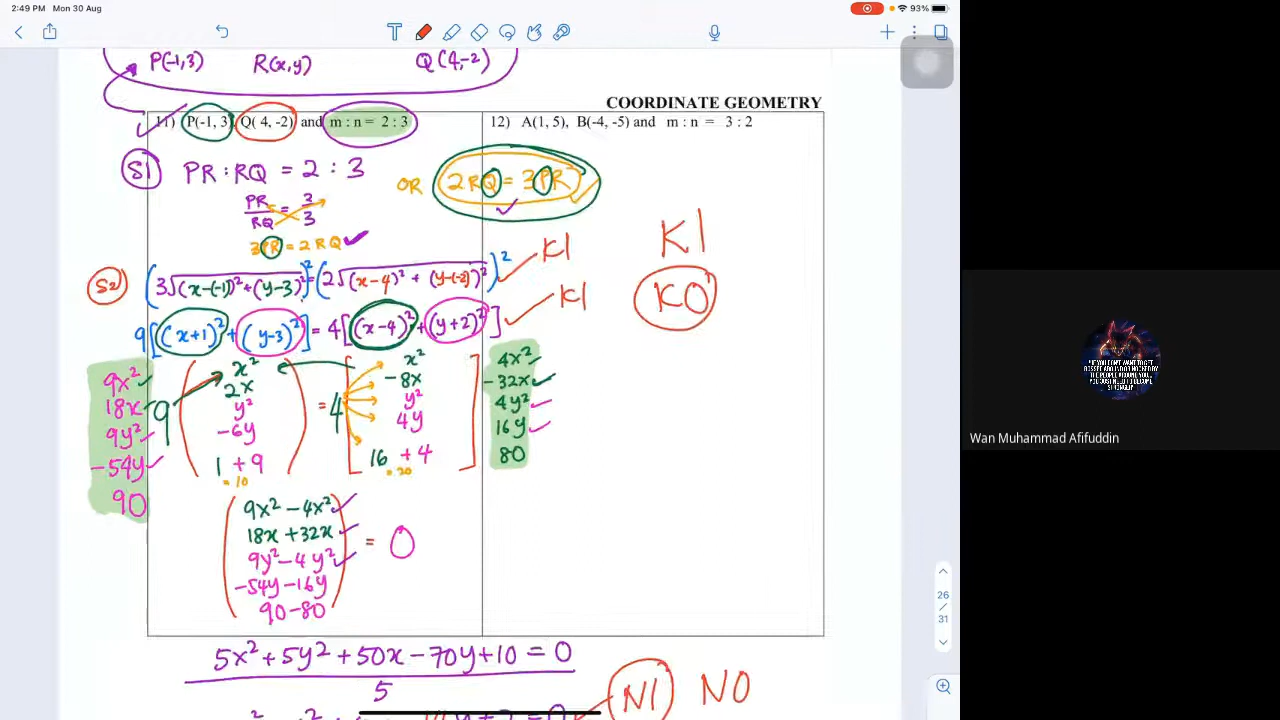 2:49 PM Mon 30 Aug
93%
P(-1,3) R(x,y) Q(4,-2)
COORDINATE GEOMETRY
11) P(-1, 3), Q( 4, -2) and m : n = 2 : 3
12) A(1, 5), B(-4, -5) and m : n = 3 : 2
S1 PR : RQ = 2 : 3
OR 2RQ = 3PR
PR/RQ = 2/3
3PR = 2RQ
K1
K1
K0
S2 (3√(x-(-1))²+(y-3)²)² = (2√(x-4)² + (y-(-2))²)²
K1
9[(x+1)² + (y-3)²] = 4[(x-4)² + (y+2)²]
9x² x² x² 4x²
18x 9 2x = 4 -8x -32x
9y² y² y² 4y²
-54y -6y 4y 16y
90 1 + 9 16 + 4 80
= 10 = 20
9x² - 4x²
18x + 32x
9y² - 4y² = 0
-54y - 16y
90 - 80
5x² + 5y² + 50x - 70y + 10 = 0
5
N1 N0
26
/
31
Wan Muhammad Afifuddin